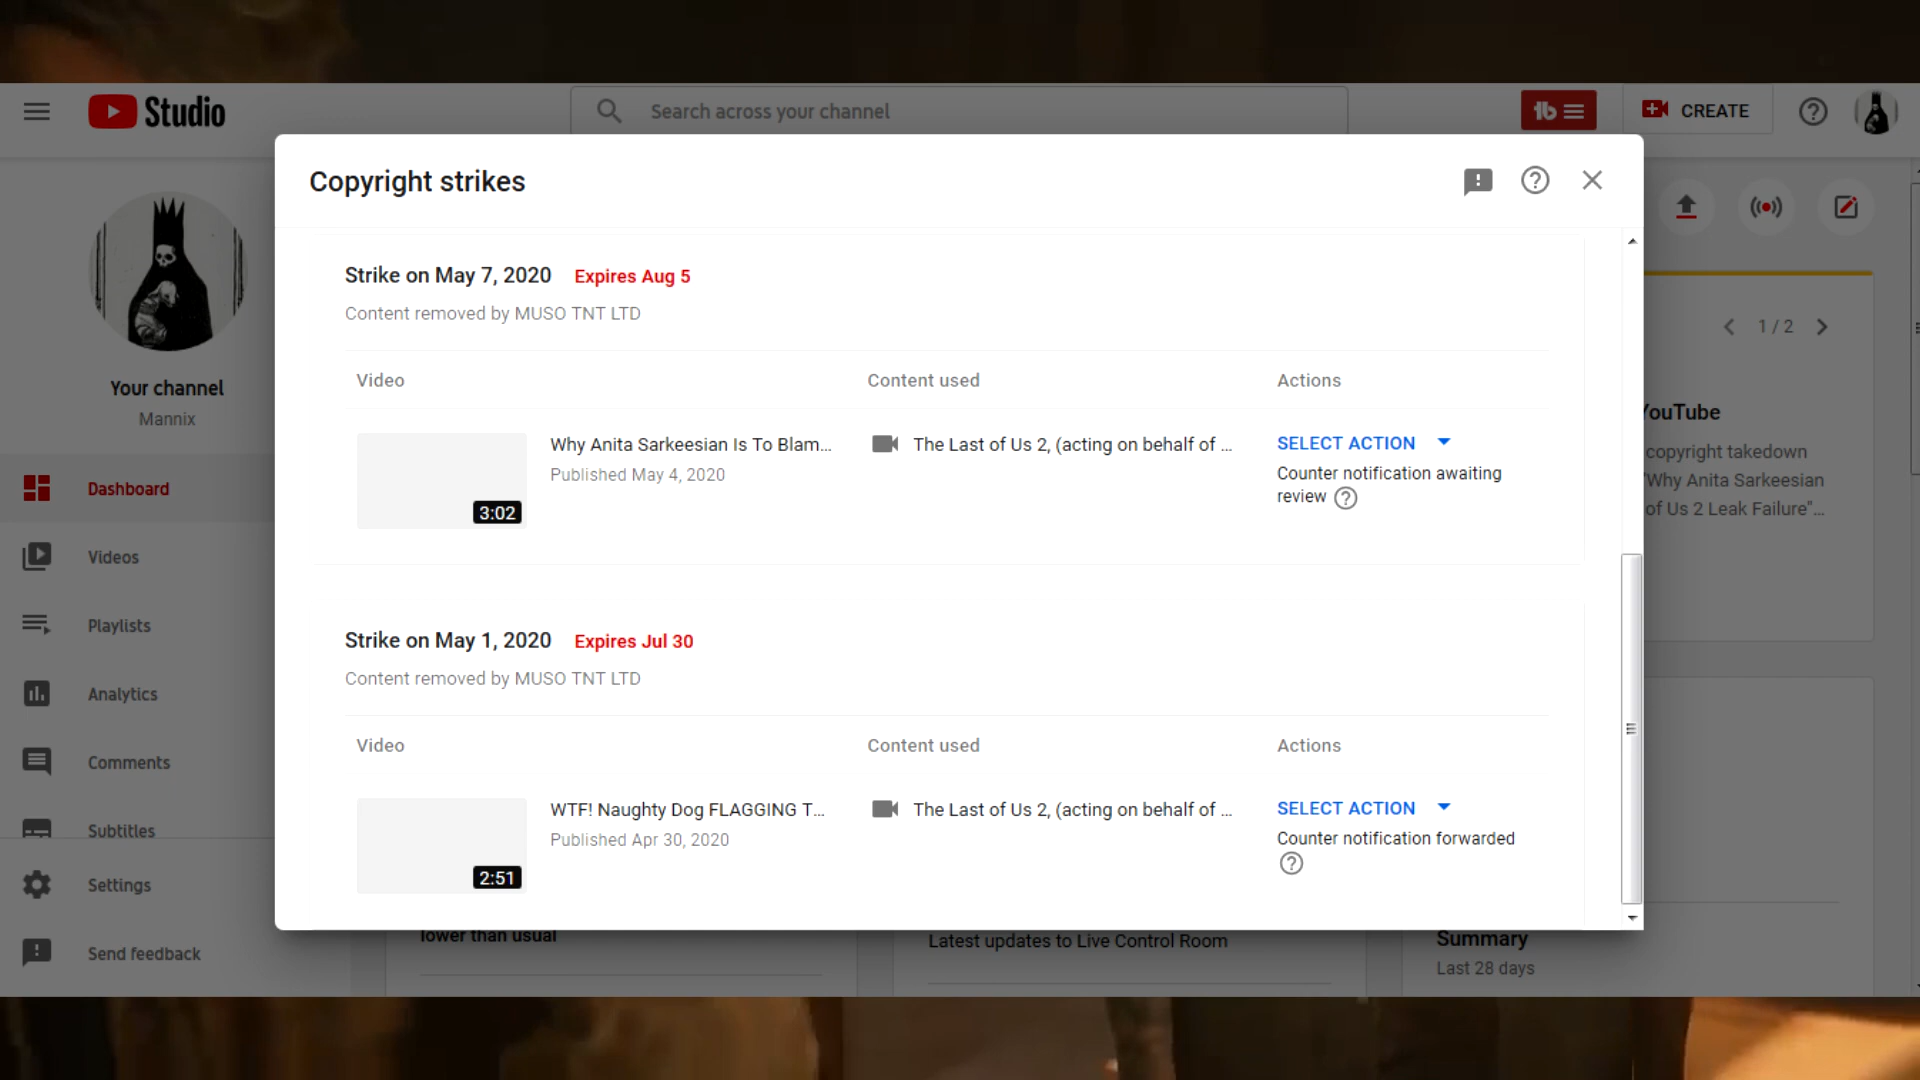 Studio
Search across your channel
CREATE
Copyright strikes
Strike on May 7, 2020 Expires Aug 5
Content removed by MUSO TNT LTD
Video Content used Actions
Why Anita Sarkeesian Is To Blam... The Last of Us 2, (acting on behalf of ... SELECT ACTION
Published May 4, 2020
Counter notification awaiting
review
3:02
Strike on May 1, 2020 Expires Jul 30
Content removed by MUSO TNT LTD
Video Content used Actions
WTF! Naughty Dog FLAGGING T... The Last of Us 2, (acting on behalf of ... SELECT ACTION
Published Apr 30, 2020
Counter notification forwarded
2:51
Your channel
Mannix
Dashboard
Videos
Playlists
Analytics
Comments
Subtitles
Settings
Send feedback
1 / 2
YouTube
copyright takedown
"Why Anita Sarkeesian
of Us 2 Leak Failure"...
lower than usual
Latest updates to Live Control Room
Summary
Last 28 days